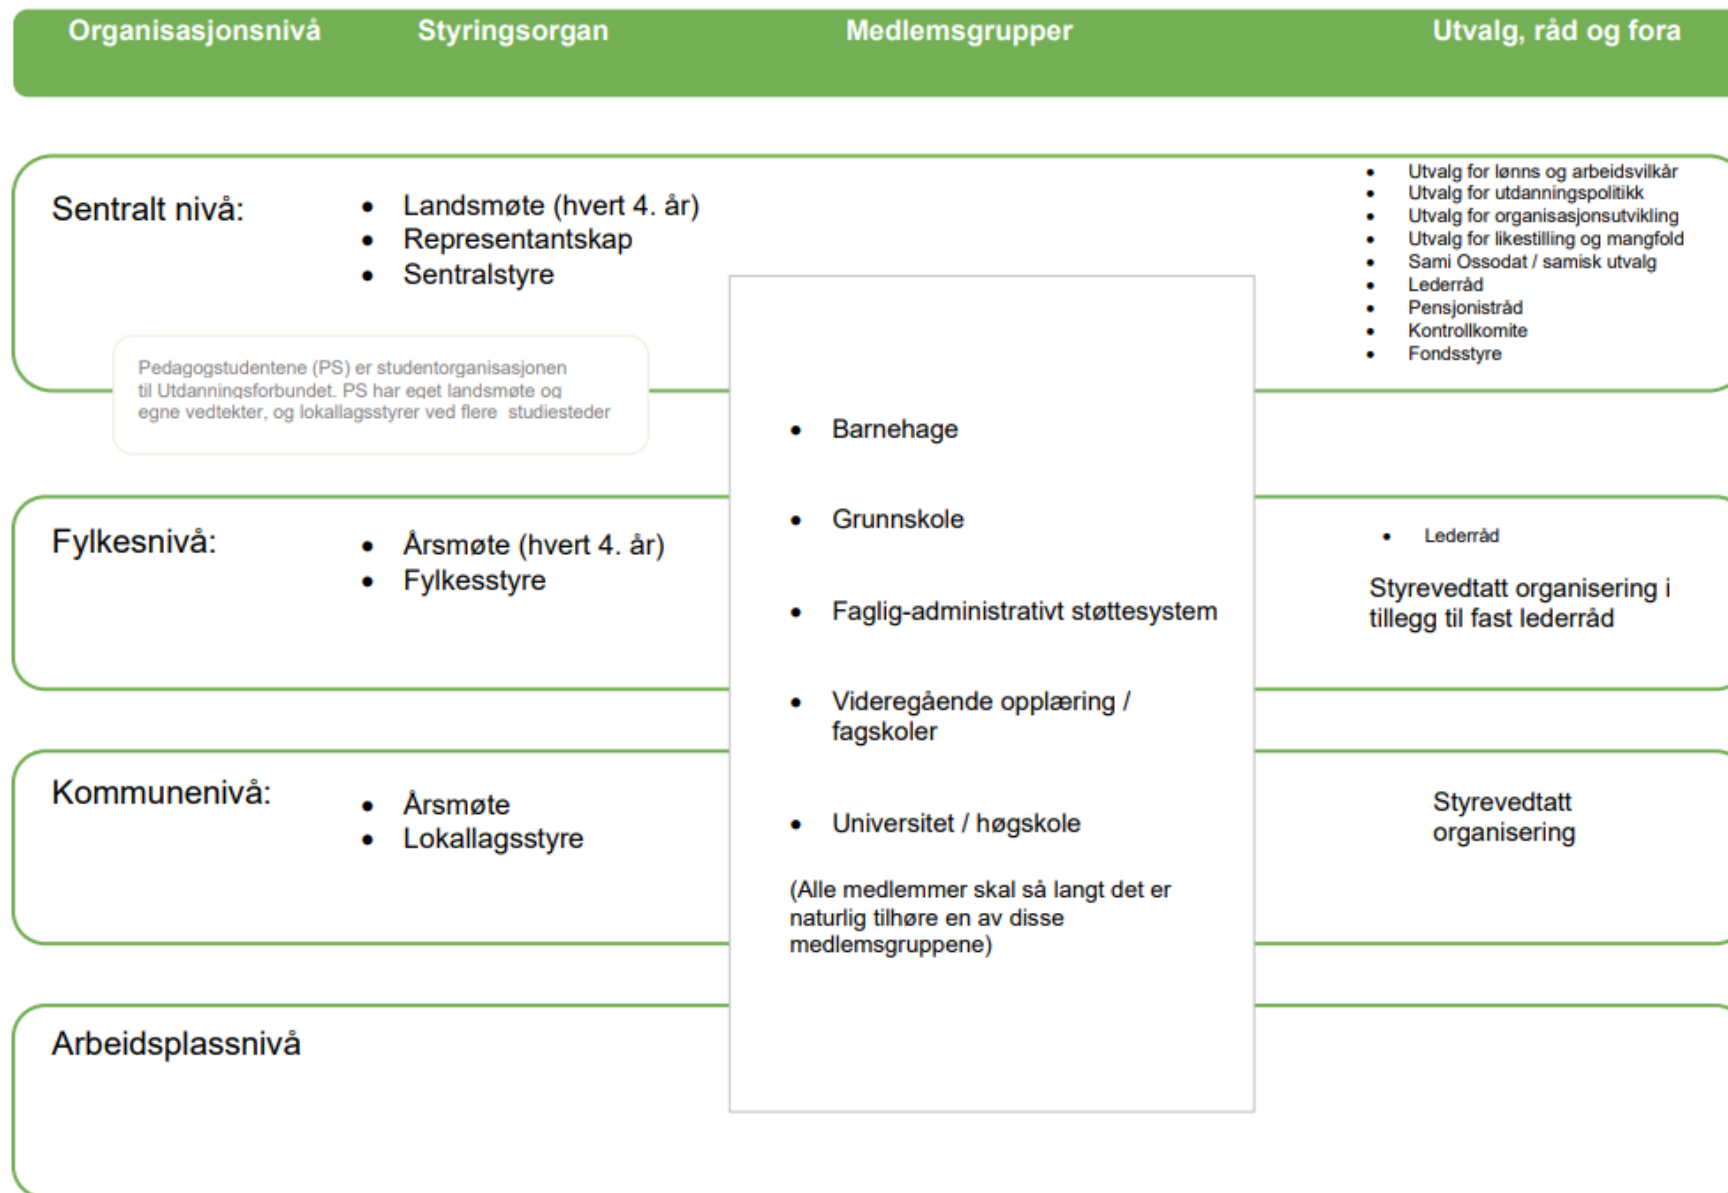 Organisasjonsnivå Styringsorgan Medlemsgrupper Utvalg, råd og fora
Sentralt nivå:
• Landsmøte (hvert 4. år)
• Representantskap
• Sentralstyre
• Utvalg for lønns og arbeidsvilkår
• Utvalg for utdanningspolitikk
• Utvalg for organisasjonsutvikling
• Utvalg for likestilling og mangfold
• Sami Ossodat / samisk utvalg
• Lederråd
• Pensjonistråd
• Kontrollkomite
• Fondsstyre
Pedagogstudentene (PS) er studentorganisasjonen
til Utdanningsforbundet. PS har eget landsmøte og
egne vedtekter, og lokallagsstyrer ved flere studiesteder
• Barnehage
• Grunnskole
• Faglig-administrativt støttesystem
• Videregående opplæring /
fagskoler
• Universitet / høgskole
(Alle medlemmer skal så langt det er
naturlig tilhøre en av disse
medlemsgruppene)
Fylkesnivå:
• Årsmøte (hvert 4. år)
• Fylkesstyre
• Lederråd
Styrevedtatt organisering i
tillegg til fast lederråd
Kommunenivå:
• Årsmøte
• Lokallagsstyre
Styrevedtatt
organisering
Arbeidsplassnivå